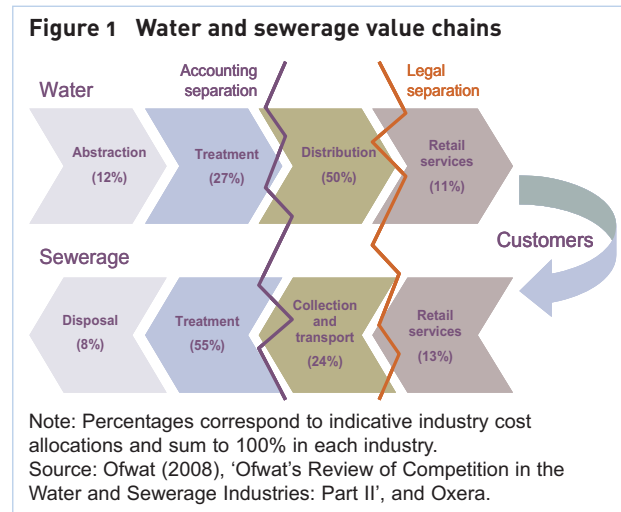 Figure 1 Water and sewerage value chains
Accounting
separation
Legal
separation
Water
Abstraction
(12%)
Treatment
(27%)
Distribution
(50%)
Retail
services
(11%)
Customers
Sewerage
Disposal
(8%)
Treatment
(55%)
Collection
and
transport
(24%)
Retail
services
(13%)
Note: Percentages correspond to indicative industry cost
allocations and sum to 100% in each industry.
Source: Ofwat (2008), ‘Ofwat’s Review of Competition in the
Water and Sewerage Industries: Part II’, and Oxera.